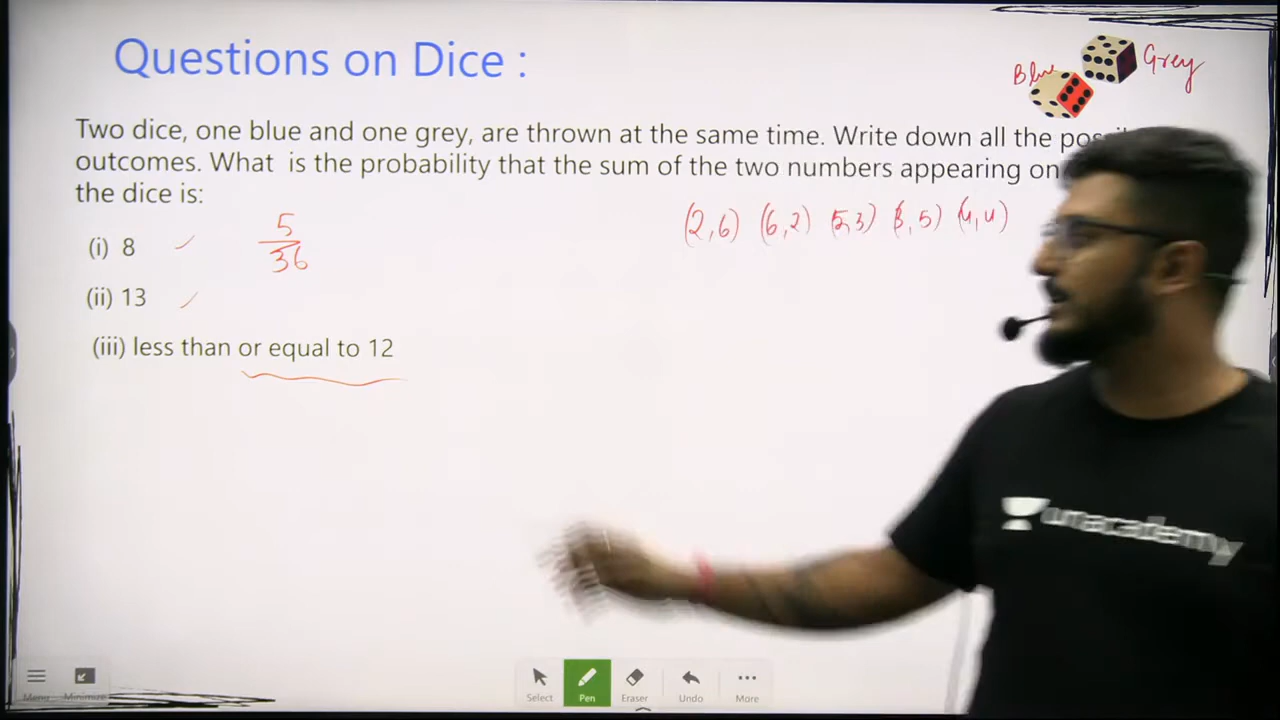 Questions on Dice :
Blue
Grey
Two dice, one blue and one grey, are thrown at the same time. Write down all the
outcomes. What is the probability that the sum of the two numbers appearing on
the dice is:
(2,6) (6,2) (5,3) (3,5) (4,4)
(i) 8
5
36
(ii) 13
(iii) less than or equal to 12
unacademy
Menu
Minimize
Select
Pen
Eraser
Undo
More